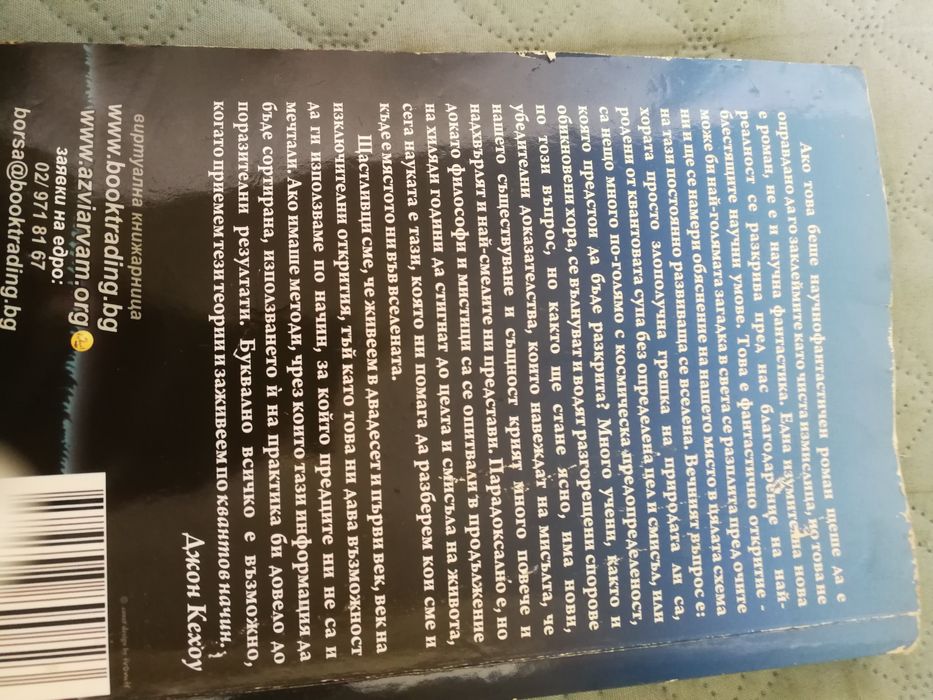 Ако това беше научнофантастичен роман щеше да е
оправдано да го заклеймите като чиста измислица, но това не
е роман, не е и научна фантастика. Една изумителна нова
реалност се разкрива пред нас благодарение на най-
блестящите научни умове. Това е фантастично откритие -
може би най-голямата загадка в света се разплита пред очите
ни и ще се намери обяснение на нашето място в цялата схема
на тази постоянно развиваща се вселена. Вечният въпрос е:
хората просто злополучна грешка на природата ли са,
родени от квантовата супа без определена цел и смисъл, или
са нещо много по-голямо с космическа предопределеност,
която предстои да бъде разкрита? Много учени, както и
обикновени хора, се вълнуват и водят разгорещени спорове
по този въпрос, но както ще стане ясно, има нови,
убедителни доказателства, които навеждат на мисълта, че
нашето съществуване и същност крият много повече и
надхвърлят и най-смелите ни представи. Парадоксално е, но
докато философи и мистици са се опитвали в продължение
на хиляди години да стигнат до целта и смисъла на живота,
сега науката е тази, която ни помага да разберем кои сме и
къде е мястото ни във вселената.
Щастливци сме, че живеем в двадесет и първи век, век на
изключителни открития, тъй като това ни дава възможност
да ги използваме по начин, за който предците ни не са и
мечтали. Ако имаше методи, чрез които тази информация да
бъде сортирана, използването ѝ на практика би довело до
поразителни резултати. Буквално всичко е възможно,
когато приемем тези теории и заживеем по квантов начин.
Джон Кехоу
виртуална книжарница
www.booktrading.bg
www.azviarvam.org
заявки на едро:
02/ 971 81 67
borsa@booktrading.bg